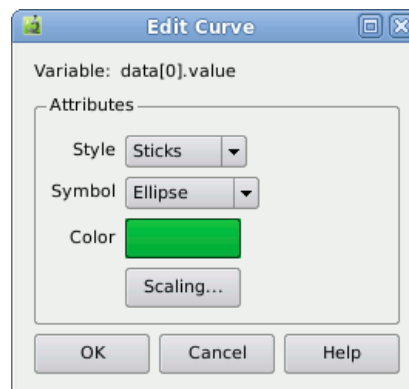 Edit Curve
Variable: data[0].value
Attributes
Style Sticks
Symbol Ellipse
Color
Scaling...
OK Cancel Help